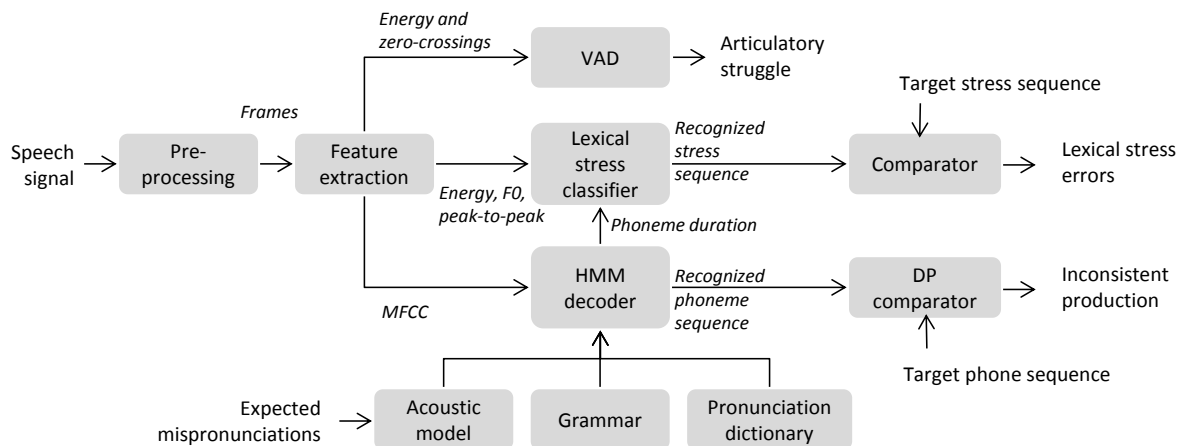 Energy and
zero-crossings
VAD
Articulatory
struggle
Target stress sequence
Frames
Speech
signal
Pre-
processing
Feature
extraction
Lexical
stress
classifier
Recognized
stress
sequence
Comparator
Lexical stress
errors
Energy, F0,
peak-to-peak
Phoneme duration
HMM
decoder
MFCC
Recognized
phoneme
sequence
DP
comparator
Inconsistent
production
Target phone sequence
Expected
mispronunciations
Acoustic
model
Grammar
Pronunciation
dictionary